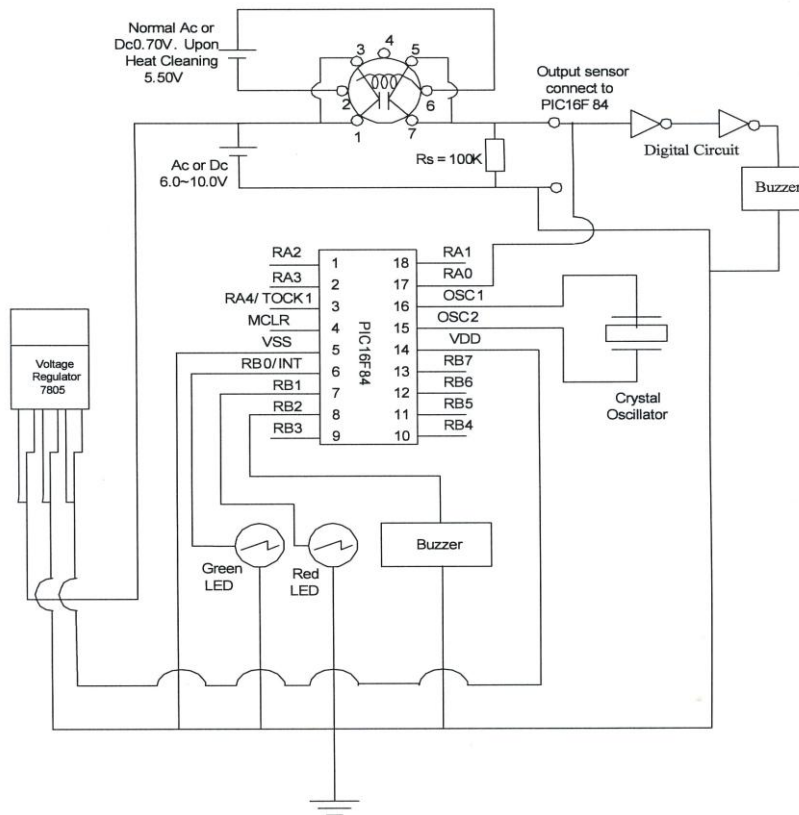 Normal Ac or
Dc0.70V. Upon
Heat Cleaning
5.50V
3
4
5
2
6
1
7
Output sensor
connect to
PIC16F 84
Ac or Dc
6.0~10.0V
Rs = 100K
Digital Circuit
Buzzer
RA2
1
18
RA1
RA3
2
17
RA0
RA4/ TOCK1
3
16
OSC1
MCLR
4
15
OSC2
VSS
5
14
VDD
RB0/INT
6
13
RB7
RB1
7
12
RB6
RB2
8
11
RB5
RB3
9
10
RB4
PIC16F84
Voltage
Regulator
7805
Crystal
Oscillator
Green
LED
Red
LED
Buzzer